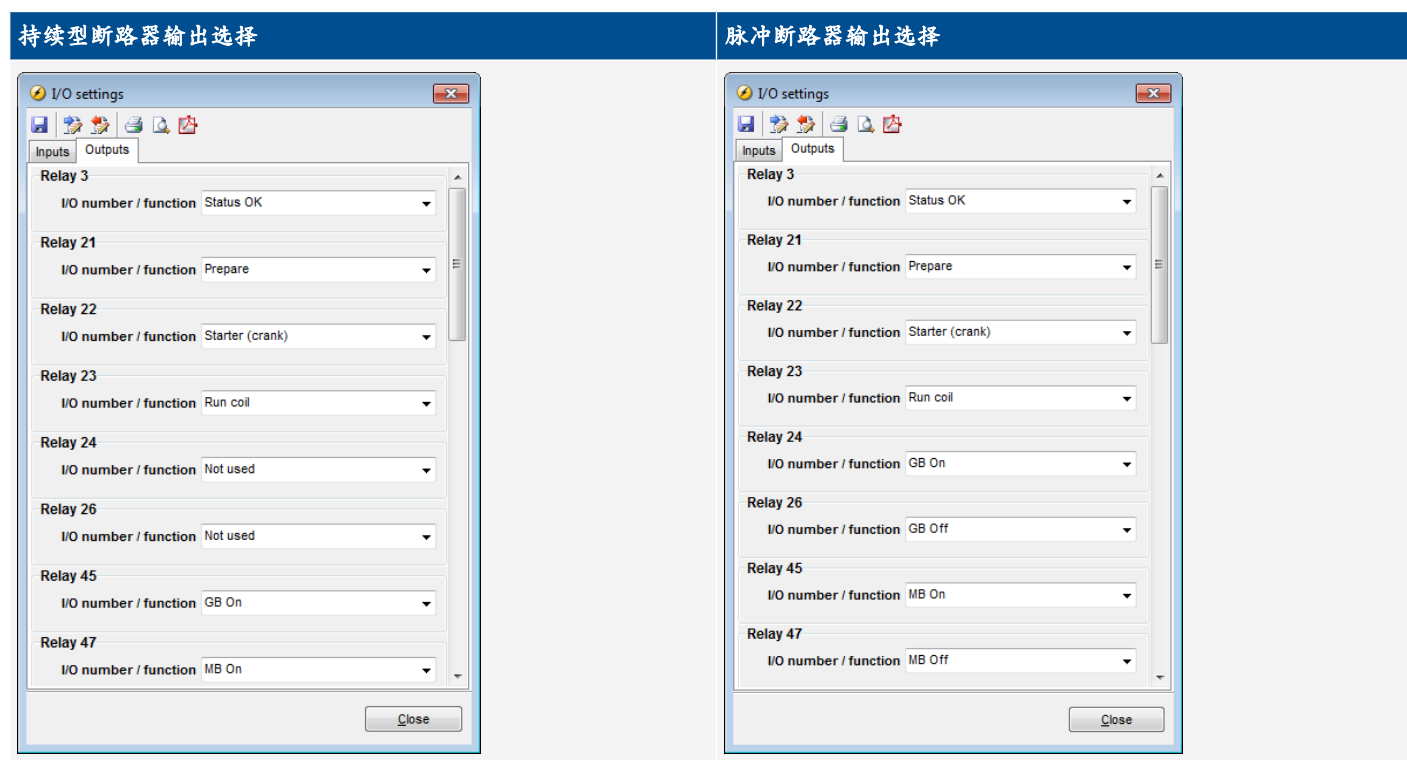 持续型断路器输出选择
I/O settings
Inputs Outputs
Relay 3
I/O number / function Status OK
Relay 21
I/O number / function Prepare
Relay 22
I/O number / function Starter (crank)
Relay 23
I/O number / function Run coil
Relay 24
I/O number / function Not used
Relay 26
I/O number / function Not used
Relay 45
I/O number / function GB On
Relay 47
I/O number / function MB On
Close
脉冲断路器输出选择
I/O settings
Inputs Outputs
Relay 3
I/O number / function Status OK
Relay 21
I/O number / function Prepare
Relay 22
I/O number / function Starter (crank)
Relay 23
I/O number / function Run coil
Relay 24
I/O number / function GB On
Relay 26
I/O number / function GB Off
Relay 45
I/O number / function MB On
Relay 47
I/O number / function MB Off
Close